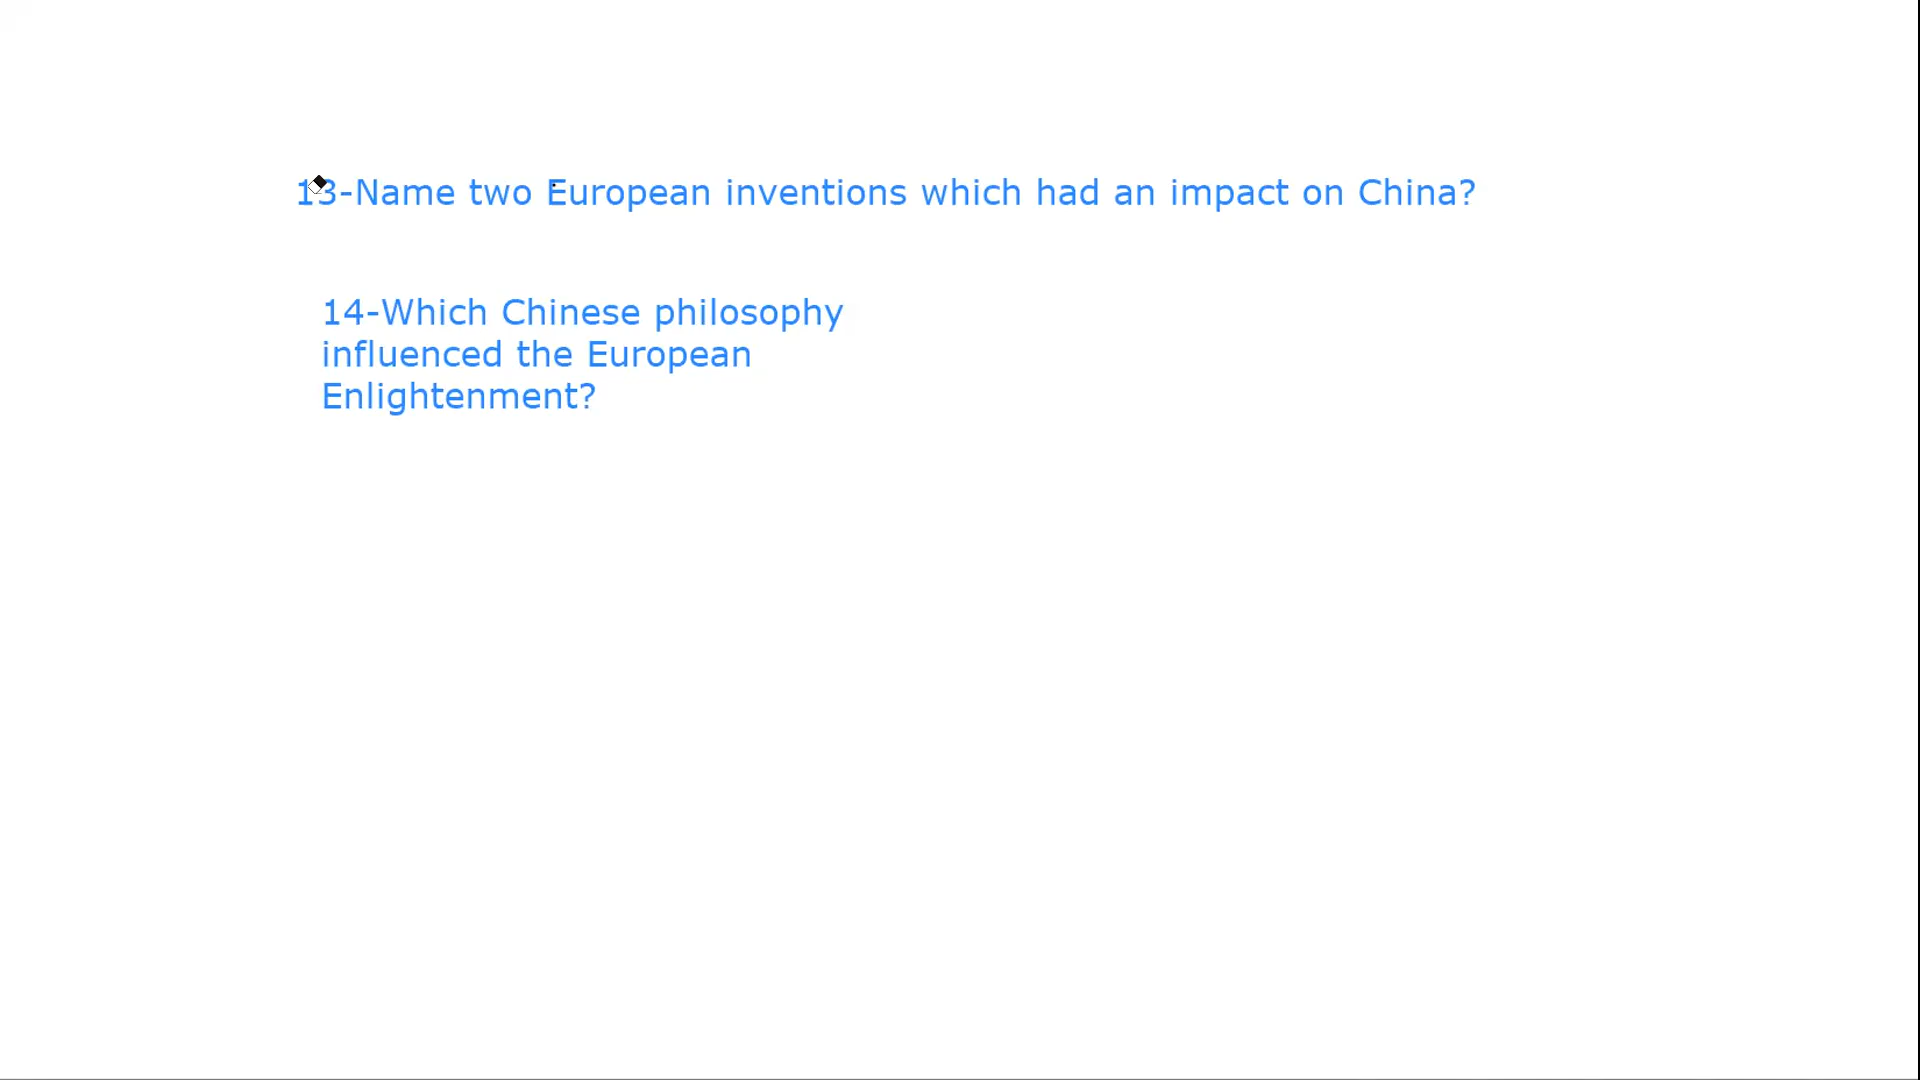 13-Name two European inventions which had an impact on China?
14-Which Chinese philosophy
influenced the European
Enlightenment?